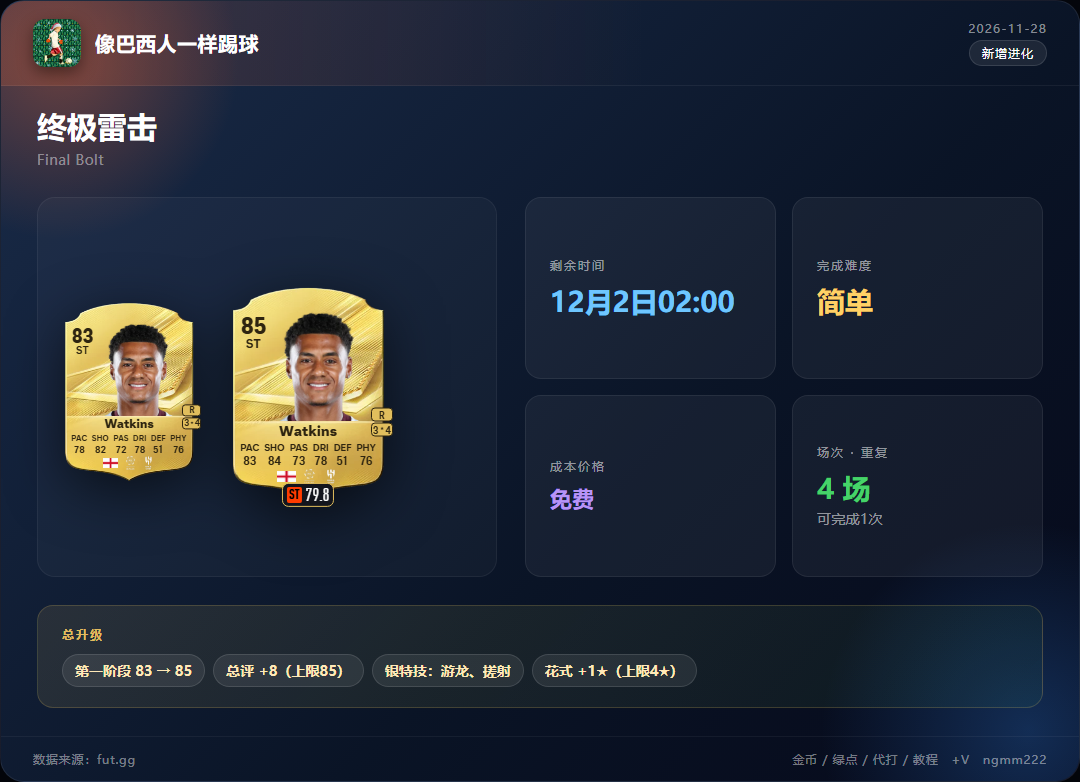 像巴西人一样踢球
2026-11-28
新增进化
终极雷击
Final Bolt
83
ST
R
3·4
Watkins
PAC SHO PAS DRI DEF PHY
78 82 72 78 51 76
85
ST
R
3·4
Watkins
PAC SHO PAS DRI DEF PHY
83 84 73 78 51 76
ST 79.8
剩余时间
12月2日02:00
完成难度
简单
成本价格
免费
场次 · 重复
4 场
可完成1次
总升级
第一阶段 83 → 85
总评 +8（上限85）
银特技：游龙、搓射
花式 +1★（上限4★）
数据来源：fut.gg
金币 / 绿点 / 代打 / 教程 +V ngmm222